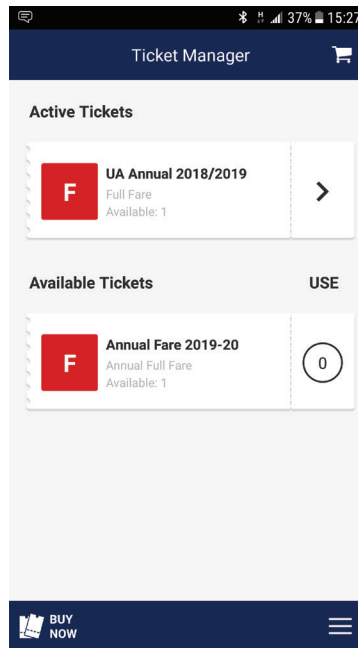 37% 15:27
Ticket Manager
Active Tickets
F
UA Annual 2018/2019
Full Fare
Available: 1
Available Tickets USE
F
Annual Fare 2019-20
Annual Full Fare
Available: 1
0
BUY
NOW